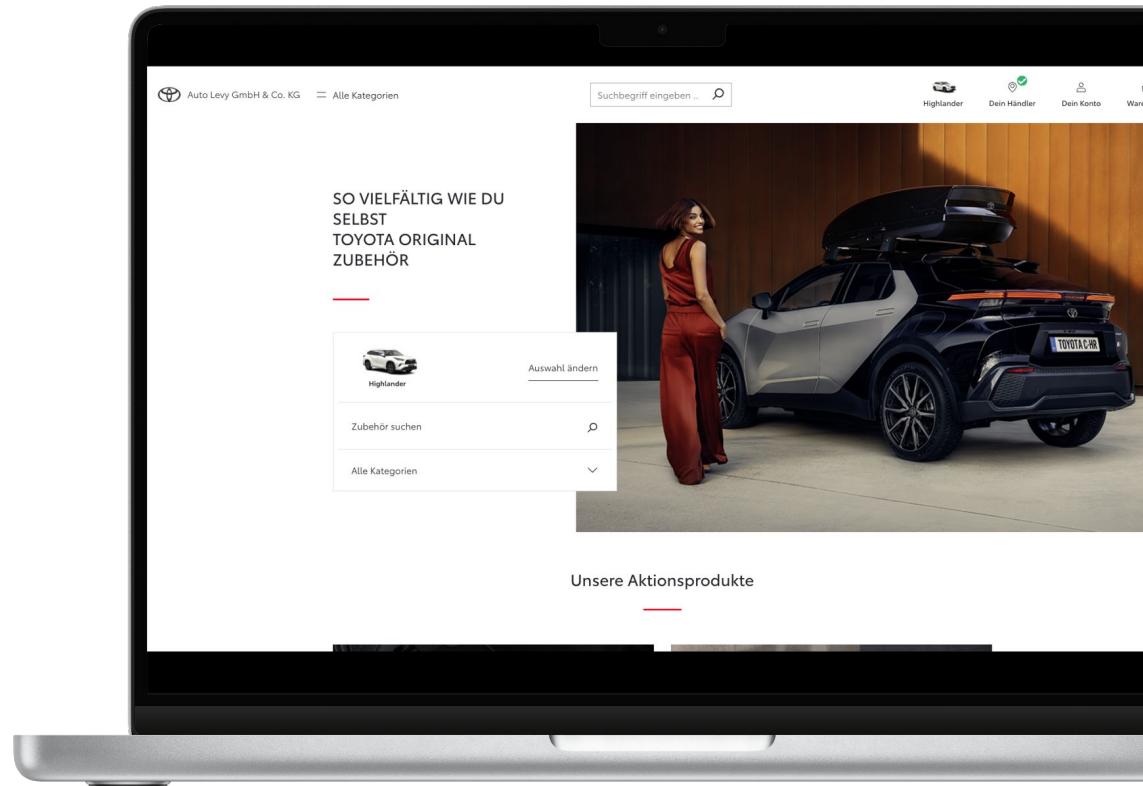 Auto Levy GmbH & Co. KG
Alle Kategorien
Suchbegriff eingeben ..
Highlander
Dein Händler
Dein Konto
SO VIELFÄLTIG WIE DU
SELBST
TOYOTA ORIGINAL
ZUBEHÖR
TOYOTA C-HR
Highlander
Auswahl ändern
Zubehör suchen
Alle Kategorien
Unsere Aktionsprodukte